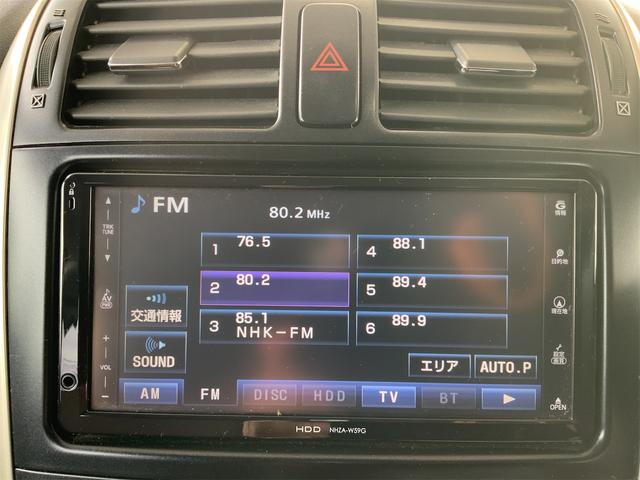 FM
80.2 MHz
1 76.5
4 88.1
2 80.2
5 89.4
3 85.1 NHK-FM
6 89.9
交通情報
SOUND
エリア
AUTO.P
AM
FM
DISC
HDD
TV
BT
TRK
TUNE
AV
PWR
+
VOL
-
G
情報
目的地
現在地
設定
画質
OPEN
HDD NHZA-W59G